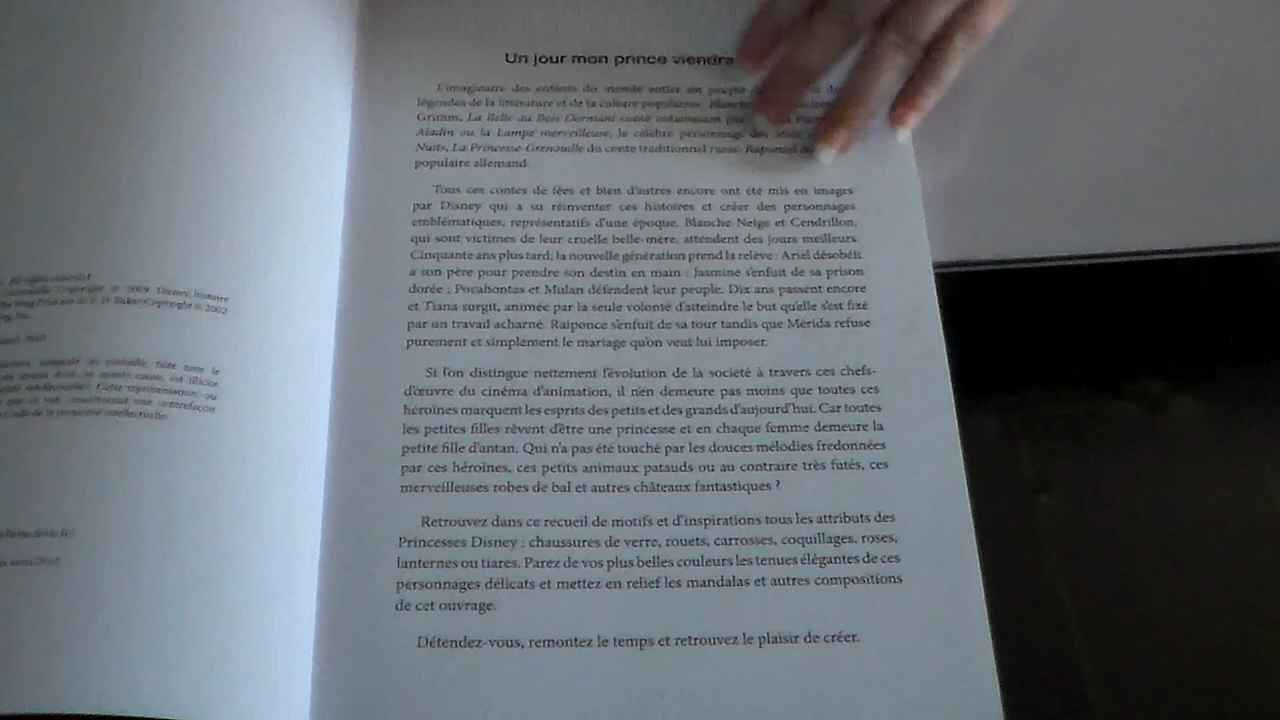 Un jour mon prince viendra
L'imaginaire des enfants du monde entier est peuplé
légendes de la littérature et de la culture populaires. Blanche
Grimm, La Belle au Bois Dormant conte notamment par
Aladin ou la Lampe merveilleuse, le célèbre personnage des
Nuits, La Princesse-Grenouille du conte traditionnel russe. Raiponce
populaire allemand.
Tous ces contes de fées et bien d'autres encore ont été mis en images
par Disney qui a su réinventer ces histoires et créer des personnages
emblématiques, représentatifs d'une époque. Blanche Neige et Cendrillon,
qui sont victimes de leur cruelle belle-mère, attendent des jours meilleurs.
Cinquante ans plus tard, la nouvelle génération prend la relève : Ariel désobéit
à son père pour prendre son destin en main ; Jasmine s'enfuit de sa prison
dorée ; Pocahontas et Mulan défendent leur peuple. Dix ans passent encore
et Tiana surgit, animée par la seule volonté d'atteindre le but qu'elle s'est fixé
par un travail acharné. Raiponce s'enfuit de sa tour tandis que Mérida refuse
purement et simplement le mariage qu'on veut lui imposer.
Si l'on distingue nettement l'évolution de la société à travers ces chefs-
d'œuvre du cinéma d'animation, il n'en demeure pas moins que toutes ces
héroïnes marquent les esprits des petits et des grands d'aujourd'hui. Car toutes
les petites filles rêvent d'être une princesse et en chaque femme demeure la
petite fille d'antan. Qui n'a pas été touché par les douces mélodies fredonnées
par ces héroïnes, ces petits animaux patauds ou au contraire très futés, ces
merveilleuses robes de bal et autres châteaux fantastiques ?
Retrouvez dans ce recueil de motifs et d'inspirations tous les attributs des
Princesses Disney : chaussures de verre, rouets, carrosses, coquillages, roses,
lanternes ou tiares. Parez de vos plus belles couleurs les tenues élégantes de ces
personnages délicats et mettez en relief les mandalas et autres compositions
de cet ouvrage.
Détendez-vous, remontez le temps et retrouvez le plaisir de créer.